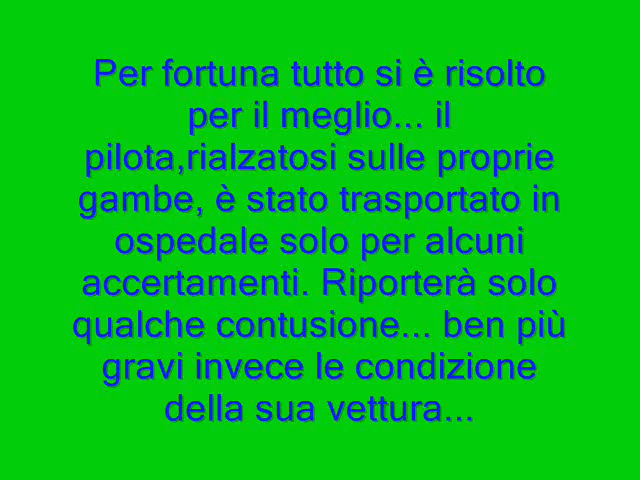 Per fortuna tutto si è risolto
per il meglio... il
pilota,rialzatosi sulle proprie
gambe, è stato trasportato in
ospedale solo per alcuni
accertamenti. Riporterà solo
qualche contusione... ben più
gravi invece le condizione
della sua vettura...